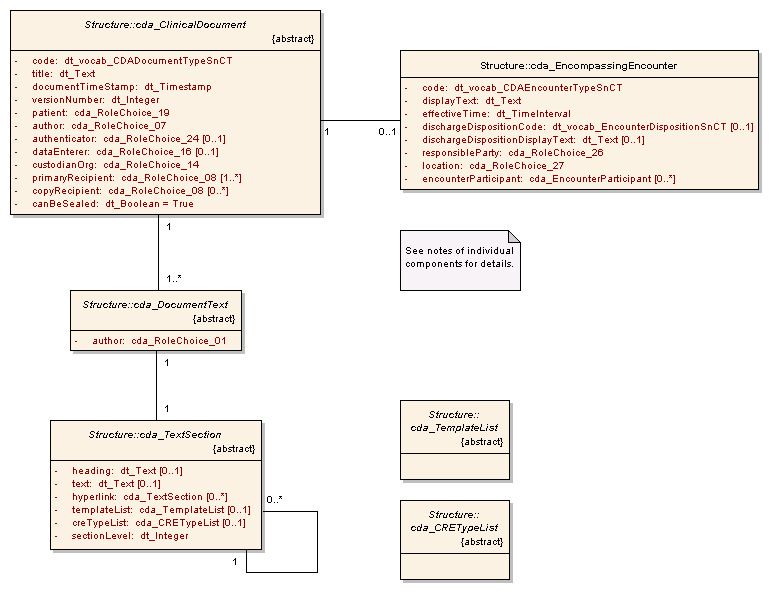 Structure::cda_ClinicalDocument
{abstract}
- code: dt_vocab_CDADocumentTypeSnCT
- title: dt_Text
- documentTimeStamp: dt_Timestamp
- versionNumber: dt_Integer
- patient: cda_RoleChoice_19
- author: cda_RoleChoice_07
- authenticator: cda_RoleChoice_24 [0..1]
- dataEnterer: cda_RoleChoice_16 [0..1]
- custodianOrg: cda_RoleChoice_14
- primaryRecipient: cda_RoleChoice_08 [1..*]
- copyRecipient: cda_RoleChoice_08 [0..*]
- canBeSealed: dt_Boolean = True
1
0..1
Structure::cda_EncompassingEncounter
- code: dt_vocab_CDAEncounterTypeSnCT
- displayText: dt_Text
- effectiveTime: dt_TimeInterval
- dischargeDispositionCode: dt_vocab_EncounterDispositionSnCT [0..1]
- dischargeDispositionDisplayText: dt_Text [0..1]
- responsibleParty: cda_RoleChoice_26
- location: cda_RoleChoice_27
- encounterParticipant: cda_EncounterParticipant [0..*]
1
1..*
See notes of individual
components for details.
Structure::cda_DocumentText
{abstract}
- author: cda_RoleChoice_01
1
1
Structure::cda_TextSection
{abstract}
- heading: dt_Text [0..1]
- text: dt_Text [0..1]
- hyperlink: cda_TextSection [0..*]
- templateList: cda_TemplateList [0..1]
- creTypeList: cda_CRETypeList [0..1]
- sectionLevel: dt_Integer
0..*
1
Structure::
cda_TemplateList
{abstract}
Structure::
cda_CRETypeList
{abstract}